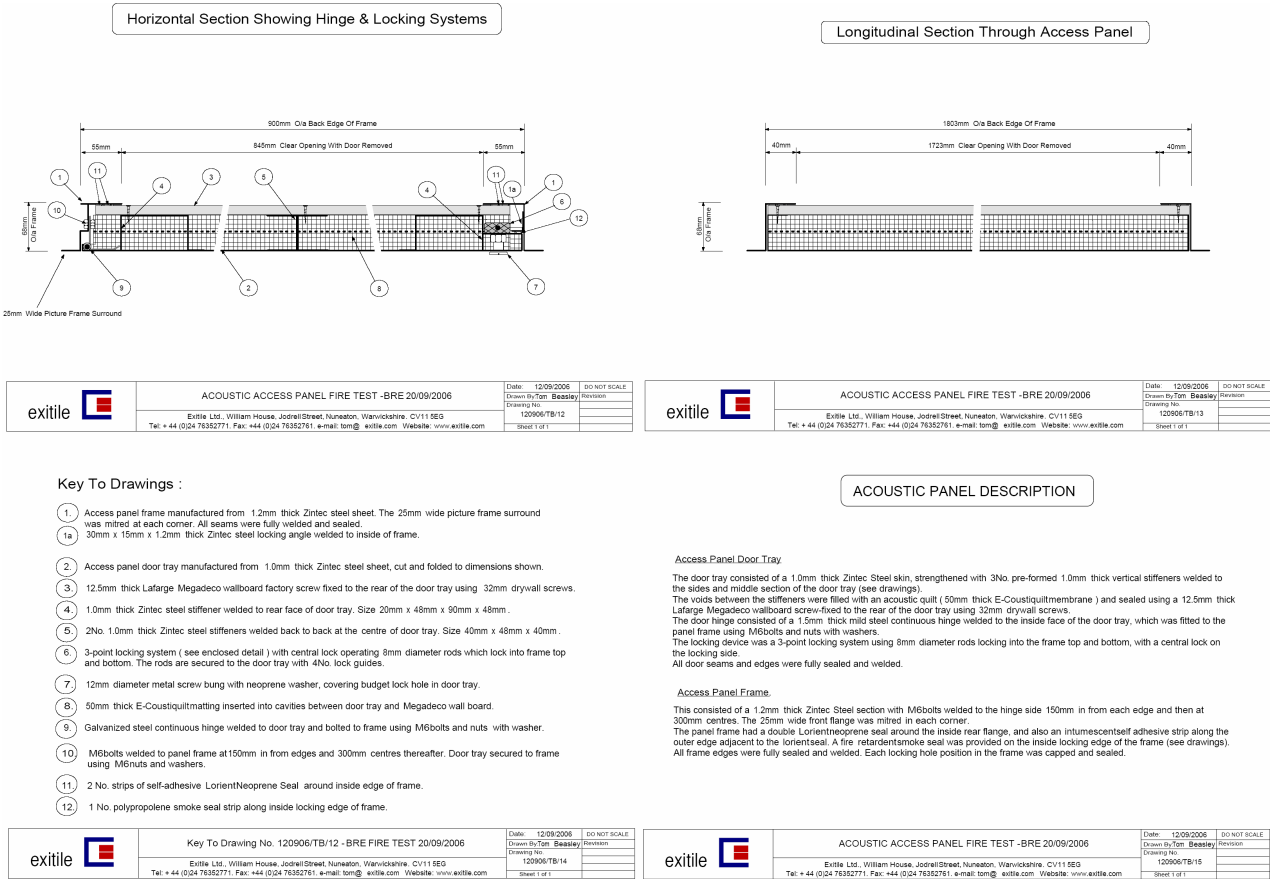 Horizontal Section Showing Hinge & Locking Systems
900mm O/a Back Edge Of Frame
55mm
845mm Clear Opening With Door Removed
55mm
1
11
4
3
5
4
11
1a
1
6
12
10
68mm
O/a Frame
9
2
8
7
25mm Wide Picture Frame Surround
exitile
ACOUSTIC ACCESS PANEL FIRE TEST -BRE 20/09/2006
Exitile Ltd., William House, Jodrell Street, Nuneaton, Warwickshire. CV11 5EG
Tel: + 44 (0)24 76352771. Fax: +44 (0)24 76352761. e-mail: tom@ exitile.com Website: www.exitile.com
Date: 12/09/2006
DO NOT SCALE
Drawn By: Tom Beasley
Revision
Drawing No.
120906/TB/12
Sheet 1 of 1
Longitudinal Section Through Access Panel
1803mm O/a Back Edge Of Frame
40mm
1723mm Clear Opening With Door Removed
40mm
68mm
O/a Frame
exitile
ACOUSTIC ACCESS PANEL FIRE TEST -BRE 20/09/2006
Exitile Ltd., William House, Jodrell Street, Nuneaton, Warwickshire. CV11 5EG
Tel: + 44 (0)24 76352771. Fax: +44 (0)24 76352761. e-mail: tom@ exitile.com Website: www.exitile.com
Date: 12/09/2006
DO NOT SCALE
Drawn By: Tom Beasley
Revision
Drawing No.
120906/TB/13
Sheet 1 of 1
Key To Drawings :
1. Access panel frame manufactured from 1.2mm thick Zintec steel sheet. The 25mm wide picture frame surround
was mitred at each corner. All seams were fully welded and sealed.
1a 30mm x 15mm x 1.2mm thick Zintec steel locking angle welded to inside of frame.
2. Access panel door tray manufactured from 1.0mm thick Zintec steel sheet, cut and folded to dimensions shown.
3. 12.5mm thick Lafarge Megadeco wallboard factory screw fixed to the rear of the door tray using 32mm drywall screws.
4. 1.0mm thick Zintec steel stiffener welded to rear face of door tray. Size 20mm x 48mm x 90mm x 48mm .
5. 2No. 1.0mm thick Zintec steel stiffeners welded back to back at the centre of door tray. Size 40mm x 48mm x 40mm .
6. 3-point locking system ( see enclosed detail ) with central lock operating 8mm diameter rods which lock into frame top
and bottom. The rods are secured to the door tray with 4No. lock guides.
7. 12mm diameter metal screw bung with neoprene washer, covering budget lock hole in door tray.
8. 50mm thick E-Coustiquilt matting inserted into cavities between door tray and Megadeco wall board.
9. Galvanized steel continuous hinge welded to door tray and bolted to frame using M6 bolts and nuts with washer.
10. M6 bolts welded to panel frame at 150mm in from edges and 300mm centres thereafter. Door tray secured to frame
using M6 nuts and washers.
11. 2 No. strips of self-adhesive Lorient Neoprene Seal around inside edge of frame.
12. 1 No. polypropolene smoke seal strip along inside locking edge of frame.
exitile
Key To Drawing No. 120906/TB/12 - BRE FIRE TEST 20/09/2006
Exitile Ltd., William House, Jodrell Street, Nuneaton, Warwickshire. CV11 5EG
Tel: + 44 (0)24 76352771. Fax: +44 (0)24 76352761. e-mail: tom@ exitile.com Website: www.exitile.com
Date: 12/09/2006
DO NOT SCALE
Drawn By: Tom Beasley
Revision
Drawing No.
120906/TB/14
Sheet 1 of 1
ACOUSTIC PANEL DESCRIPTION
Access Panel Door Tray
The door tray consisted of a 1.0mm thick Zintec Steel skin, strengthened with 3No. pre-formed 1.0mm thick vertical stiffeners welded to
the sides and middle section of the door tray (see drawings).
The voids between the stiffeners were filled with an acoustic quilt ( 50mm thick E-Coustiquilt membrane ) and sealed using a 12.5mm thick
Lafarge Megadeco wallboard screw-fixed to the rear of the door tray using 32mm drywall screws.
The door hinge consisted of a 1.5mm thick mild steel continuous hinge welded to the inside face of the door tray, which was fitted to the
panel frame using M6 bolts and nuts with washers.
The locking device was a 3-point locking system, using 8mm diameter rods locking into the frame top and bottom, with a central lock on
the locking side.
All door seams and edges were fully sealed and welded.
Access Panel Frame.
This consisted of a 1.2mm thick Zintec Steel section with M6 bolts welded to the hinge side 150mm in from each edge and then at
300mm centres. The 25mm wide front flange was mitred in each corner.
The panel frame had a double Lorient neoprene seal around the inside rear flange, and also an intumescent self adhesive strip along the
outer edge adjacent to the lorient seal. A fire retardent smoke seal was provided on the inside locking edge of the frame (see drawings).
All frame edges were fully sealed and welded. Each locking hole position in the frame was capped and sealed.
exitile
ACOUSTIC ACCESS PANEL FIRE TEST -BRE 20/09/2006
Exitile Ltd., William House, Jodrell Street, Nuneaton, Warwickshire. CV11 5EG
Tel: + 44 (0)24 76352771. Fax: +44 (0)24 76352761. e-mail: tom@ exitile.com Website: www.exitile.com
Date: 12/09/2006
DO NOT SCALE
Drawn By: Tom Beasley
Revision
Drawing No.
120906/TB/15
Sheet 1 of 1